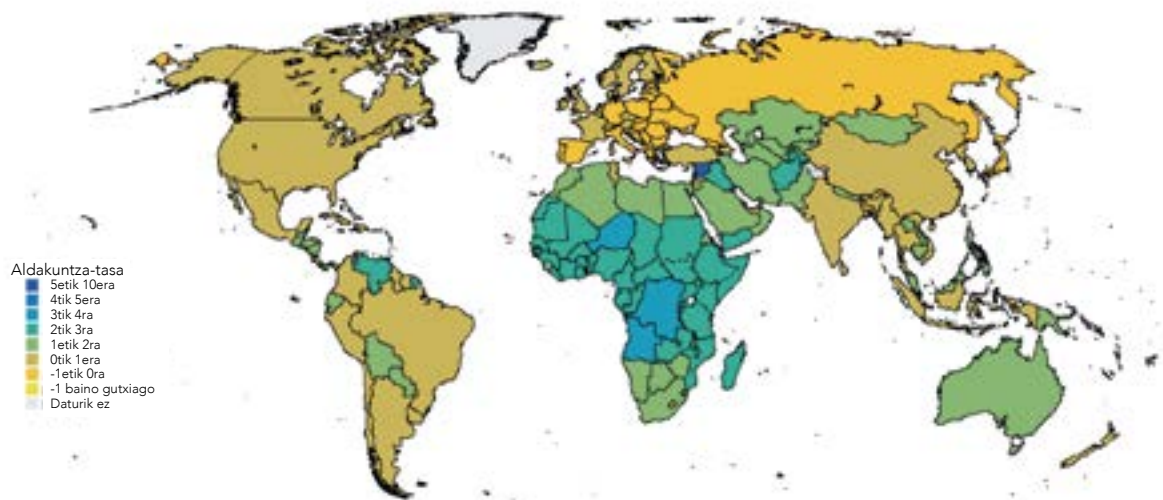 Aldakuntza-tasa
5etik 10era
4tik 5era
3tik 4ra
2tik 3ra
1etik 2ra
0tik 1era
-1etik 0ra
-1 baino gutxiago
Daturik ez